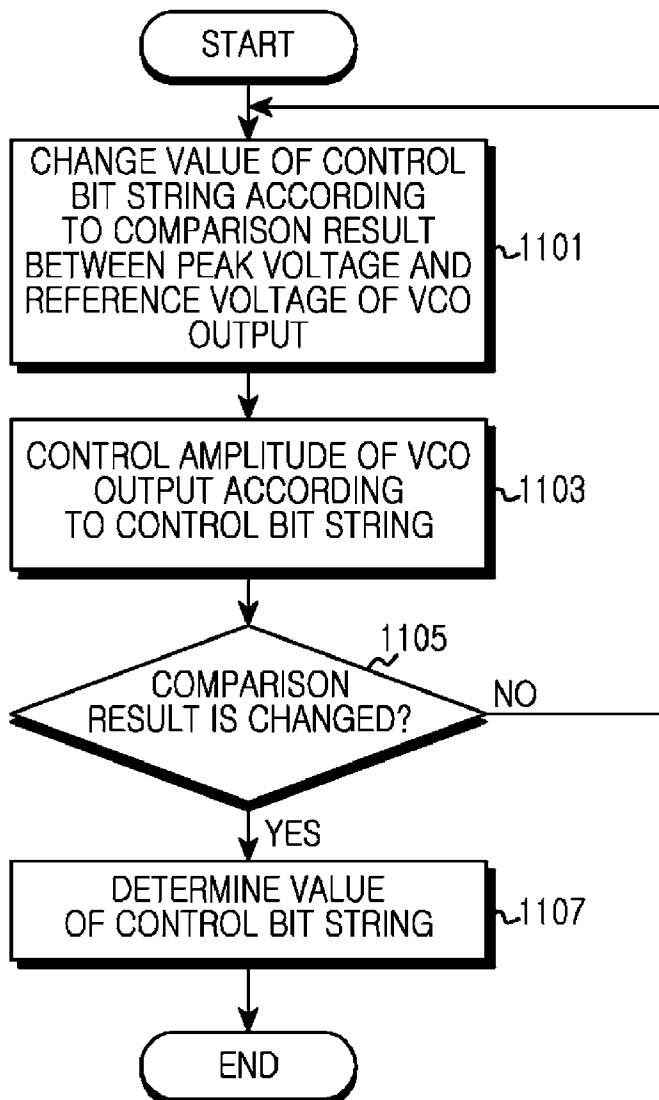 START
CHANGE VALUE OF CONTROL
BIT STRING ACCORDING
TO COMPARISON RESULT
BETWEEN PEAK VOLTAGE AND
REFERENCE VOLTAGE OF VCO
OUTPUT
1101
CONTROL AMPLITUDE OF VCO
OUTPUT ACCORDING
TO CONTROL BIT STRING
1103
1105
COMPARISON
RESULT IS CHANGED?
NO
YES
DETERMINE VALUE
OF CONTROL BIT STRING
1107
END